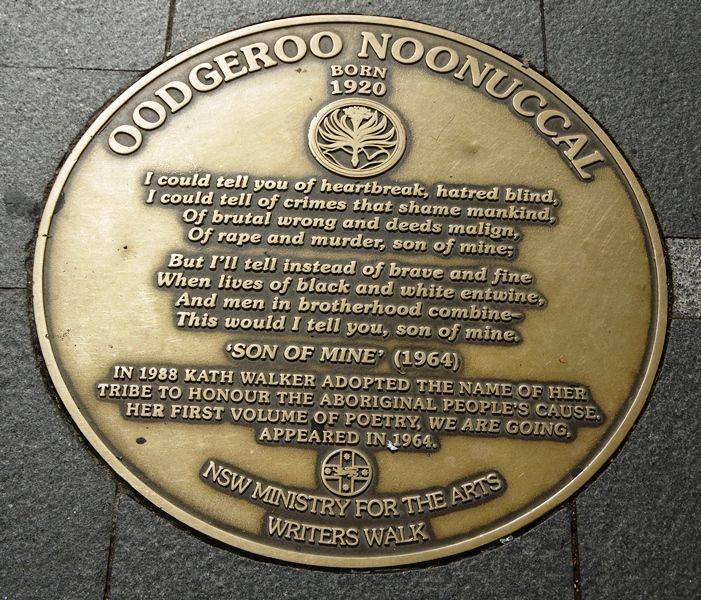 OODGEROO NOONUCCAL
BORN
1920
I could tell you of heartbreak, hatred blind,
I could tell of crimes that shame mankind,
Of brutal wrong and deeds malign,
Of rape and murder, son of mine;
But I'll tell instead of brave and fine
When lives of black and white entwine,
And men in brotherhood combine—
This would I tell you, son of mine.
‘SON OF MINE’ (1964)
IN 1988 KATH WALKER ADOPTED THE NAME OF HER
TRIBE TO HONOUR THE ABORIGINAL PEOPLE'S CAUSE.
HER FIRST VOLUME OF POETRY, WE ARE GOING,
APPEARED IN 1964.
NSW MINISTRY FOR THE ARTS
WRITERS WALK